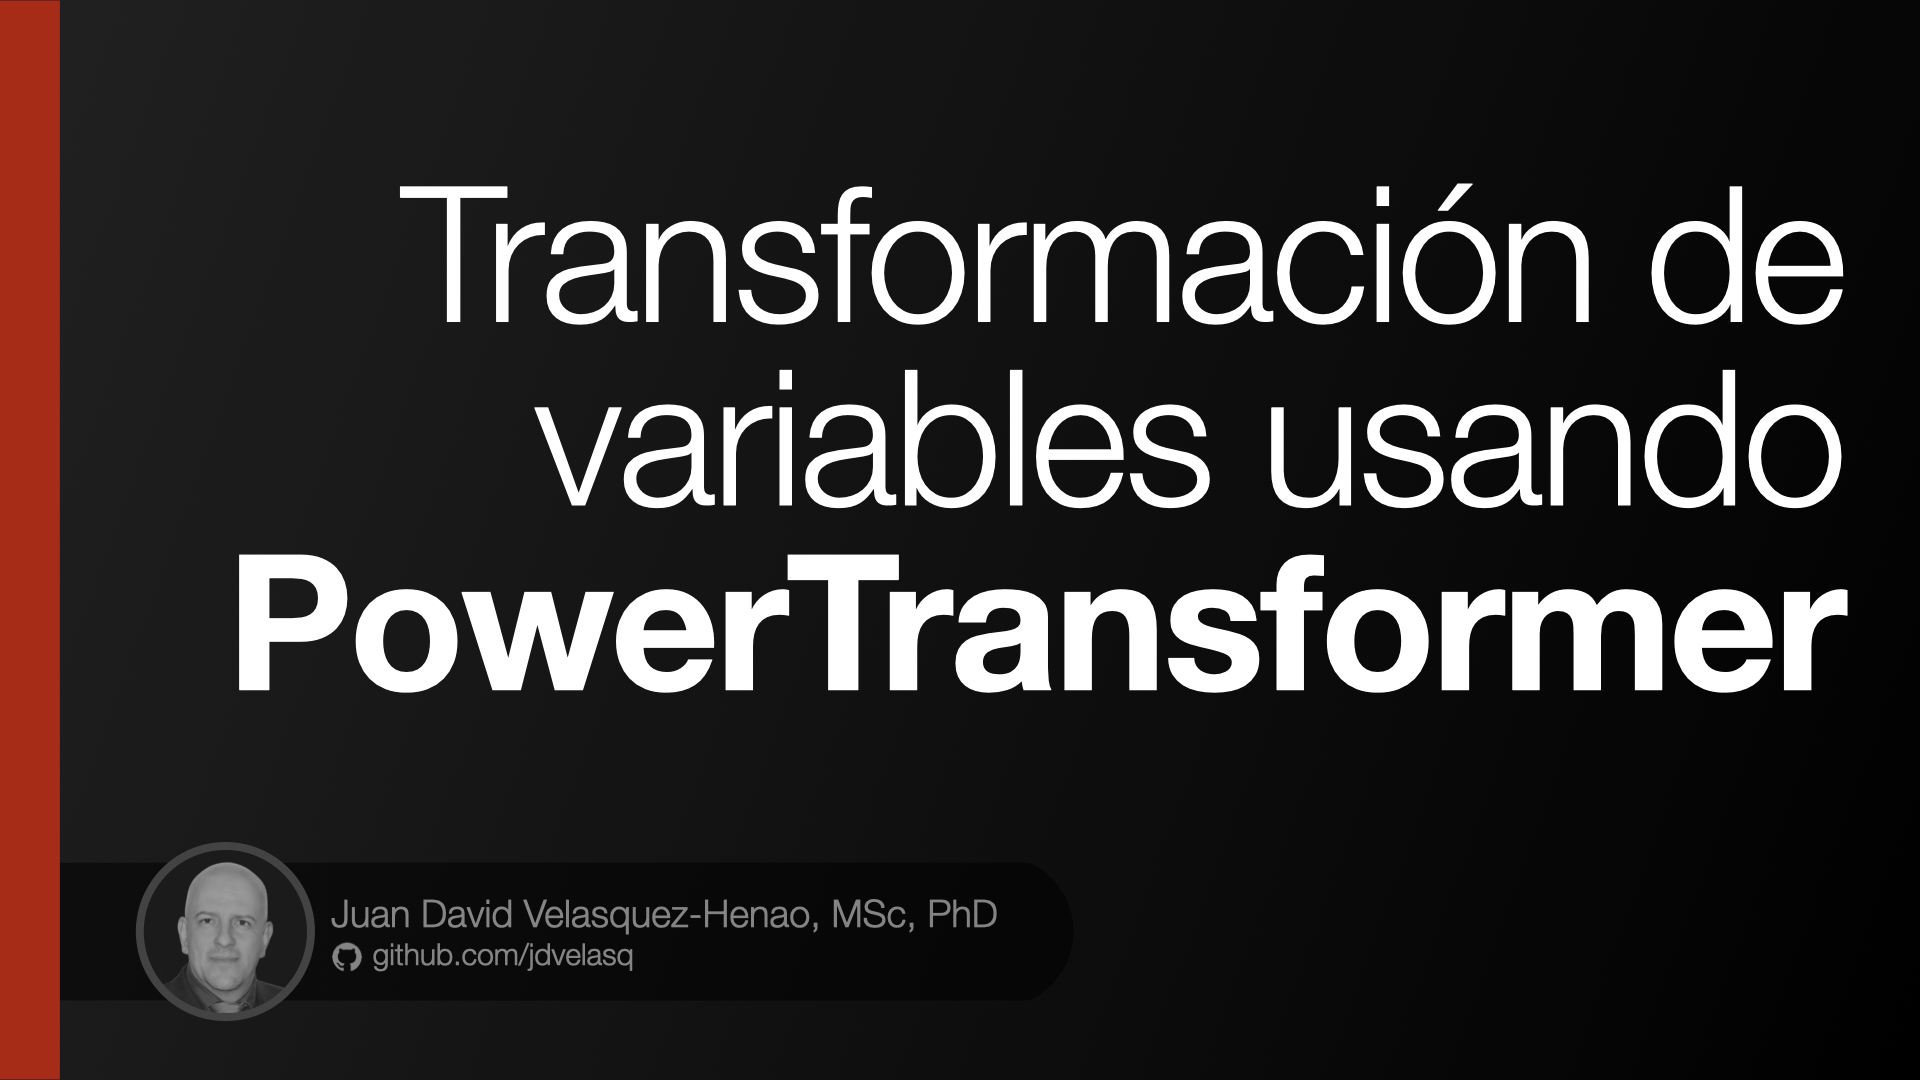 Transformación de
variables usando
PowerTransformer
Juan David Velasquez-Henao, MSc, PhD
github.com/jdvelasq